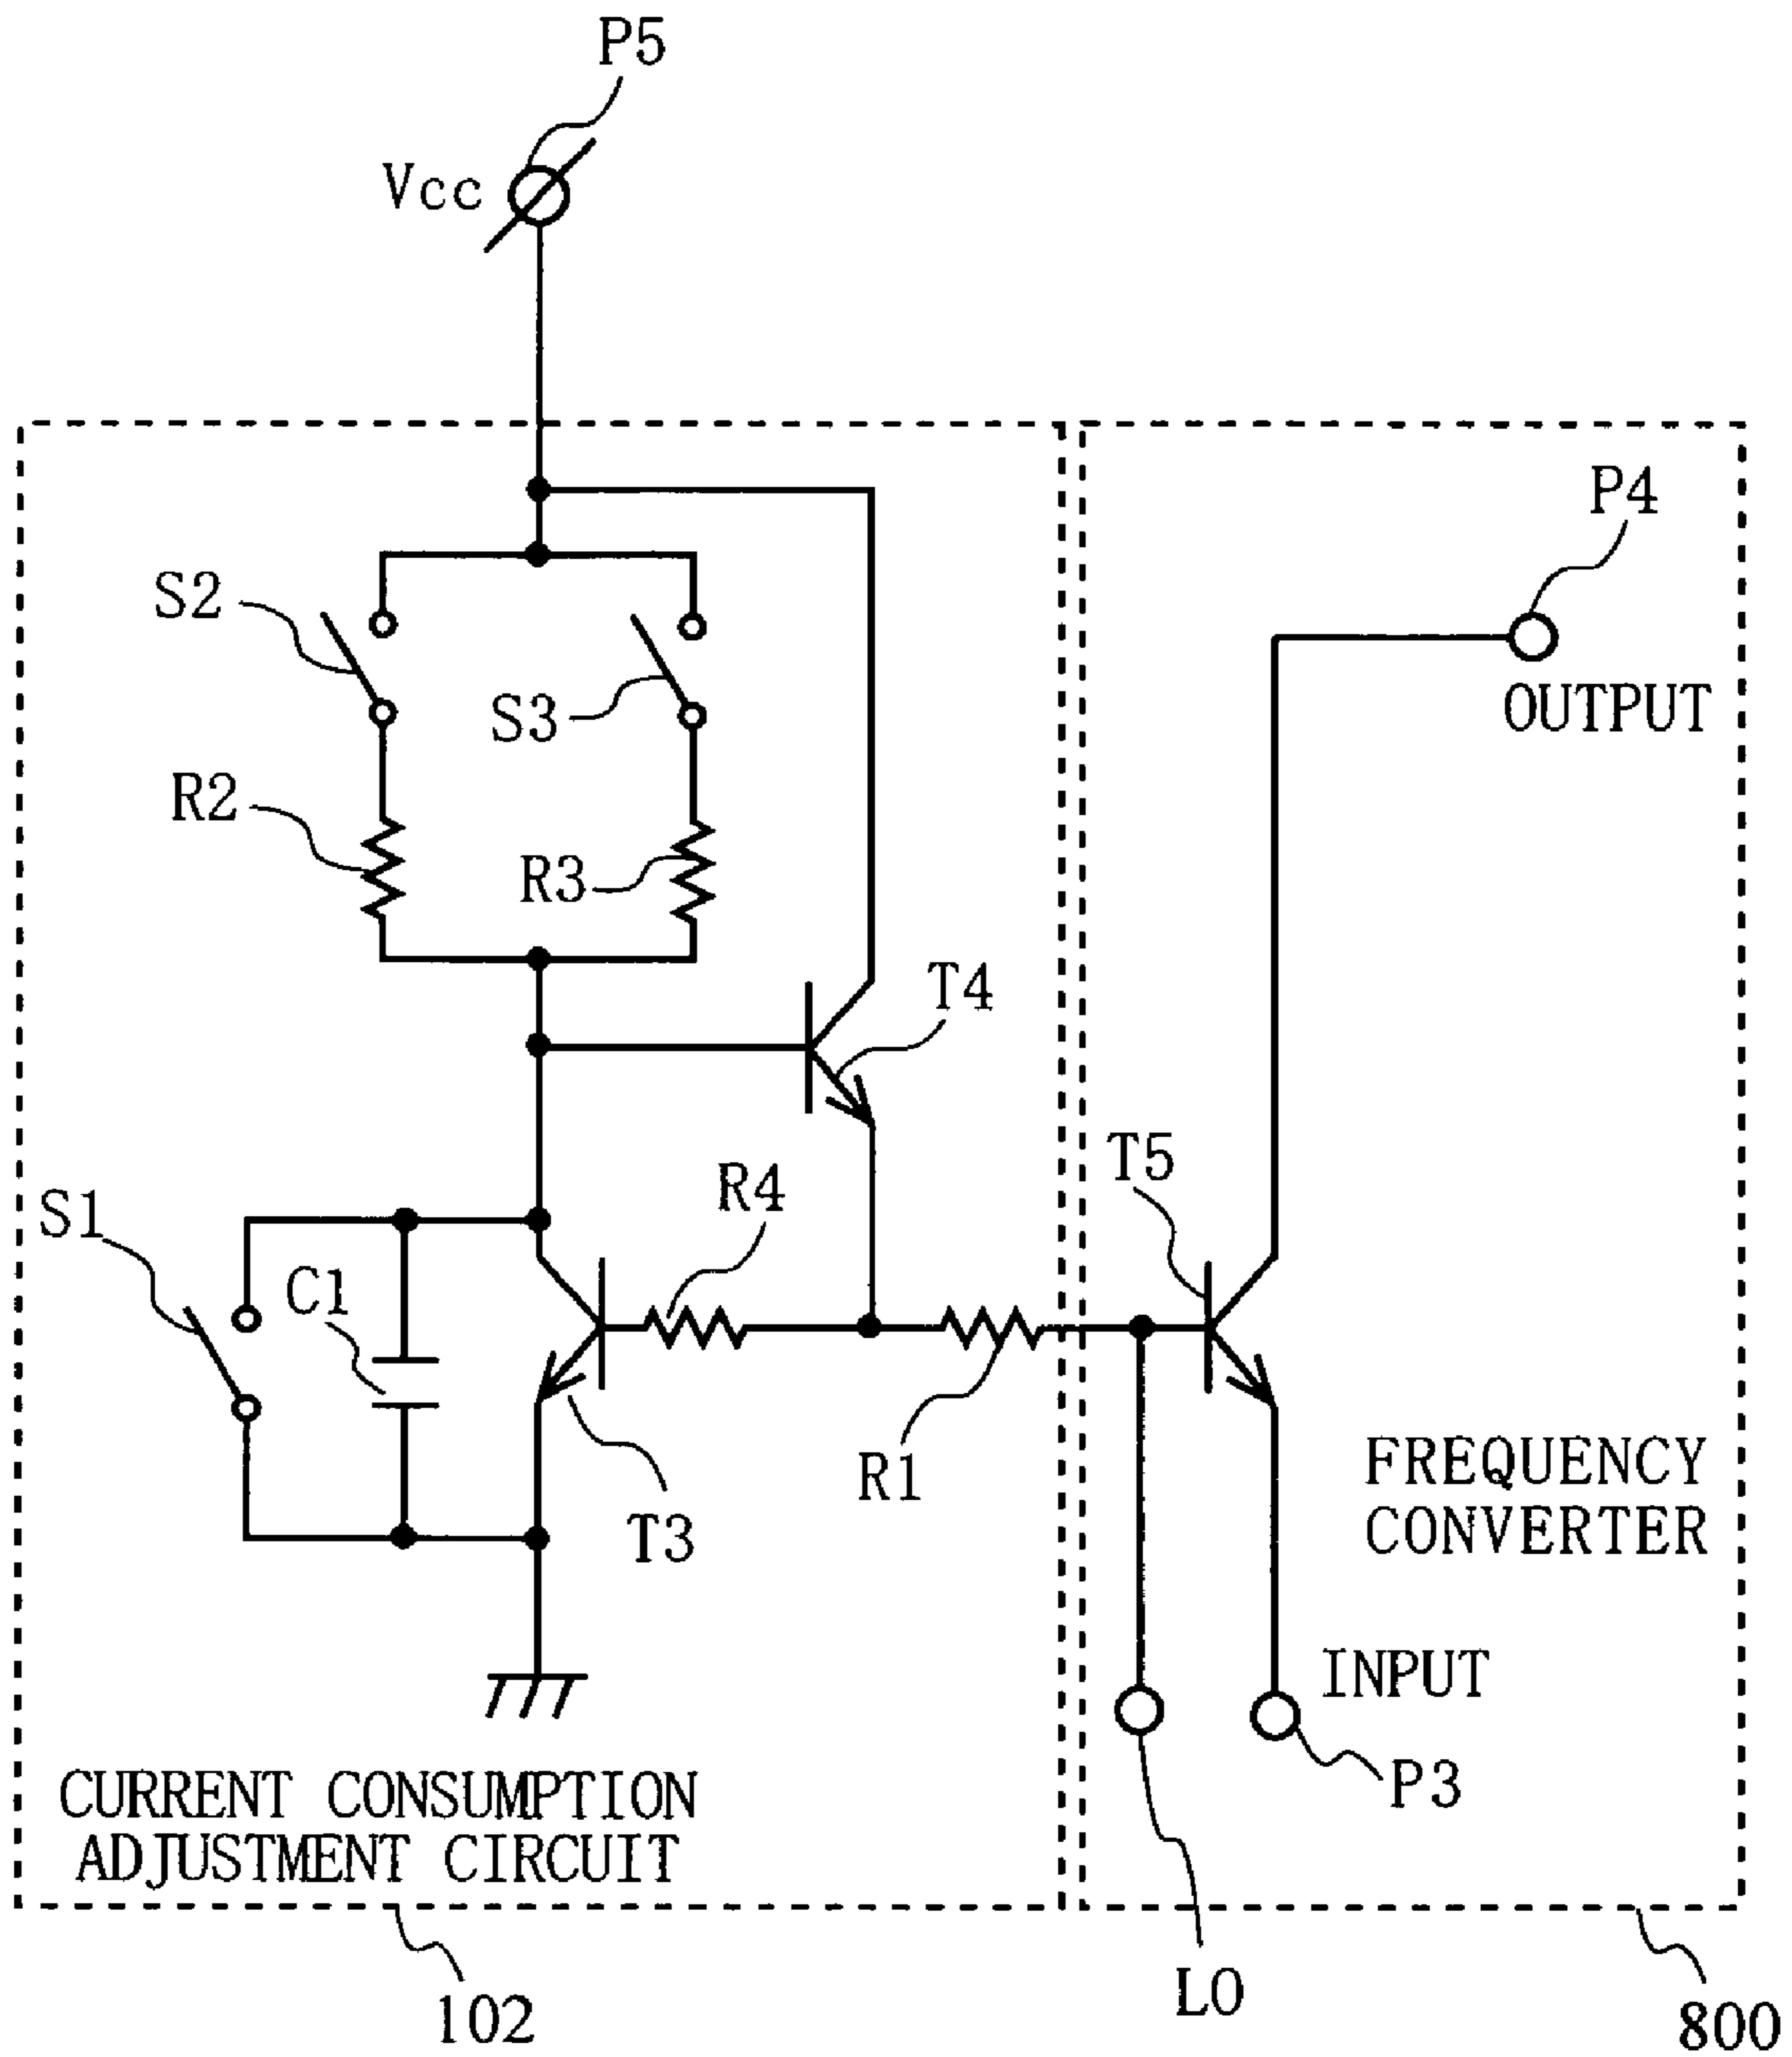 P5
Vcc
P4
S2
S3
OUTPUT
R2
R3
T4
T5
R4
S1
C1
R1
FREQUENCY
CONVERTER
T3
INPUT
P3
CURRENT CONSUMPTION
ADJUSTMENT CIRCUIT
LO
102
800